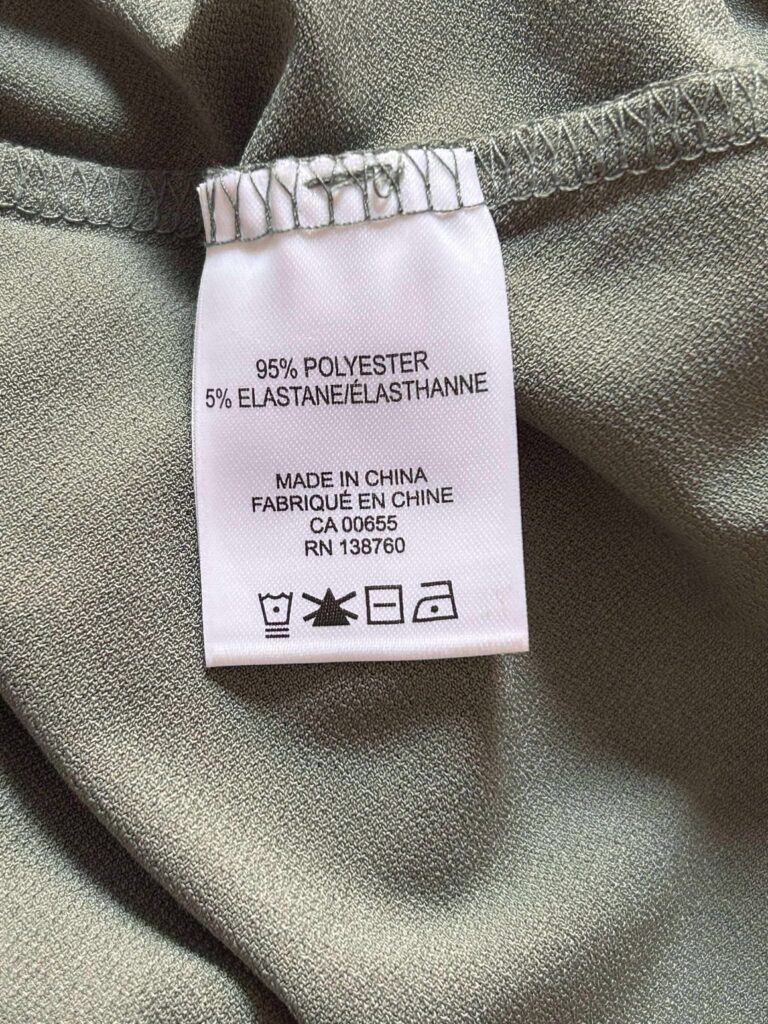 95% POLYESTER
5% ELASTANE/ÉLASTHANNE
MADE IN CHINA
FABRIQUÉ EN CHINE
CA 00655
RN 138760